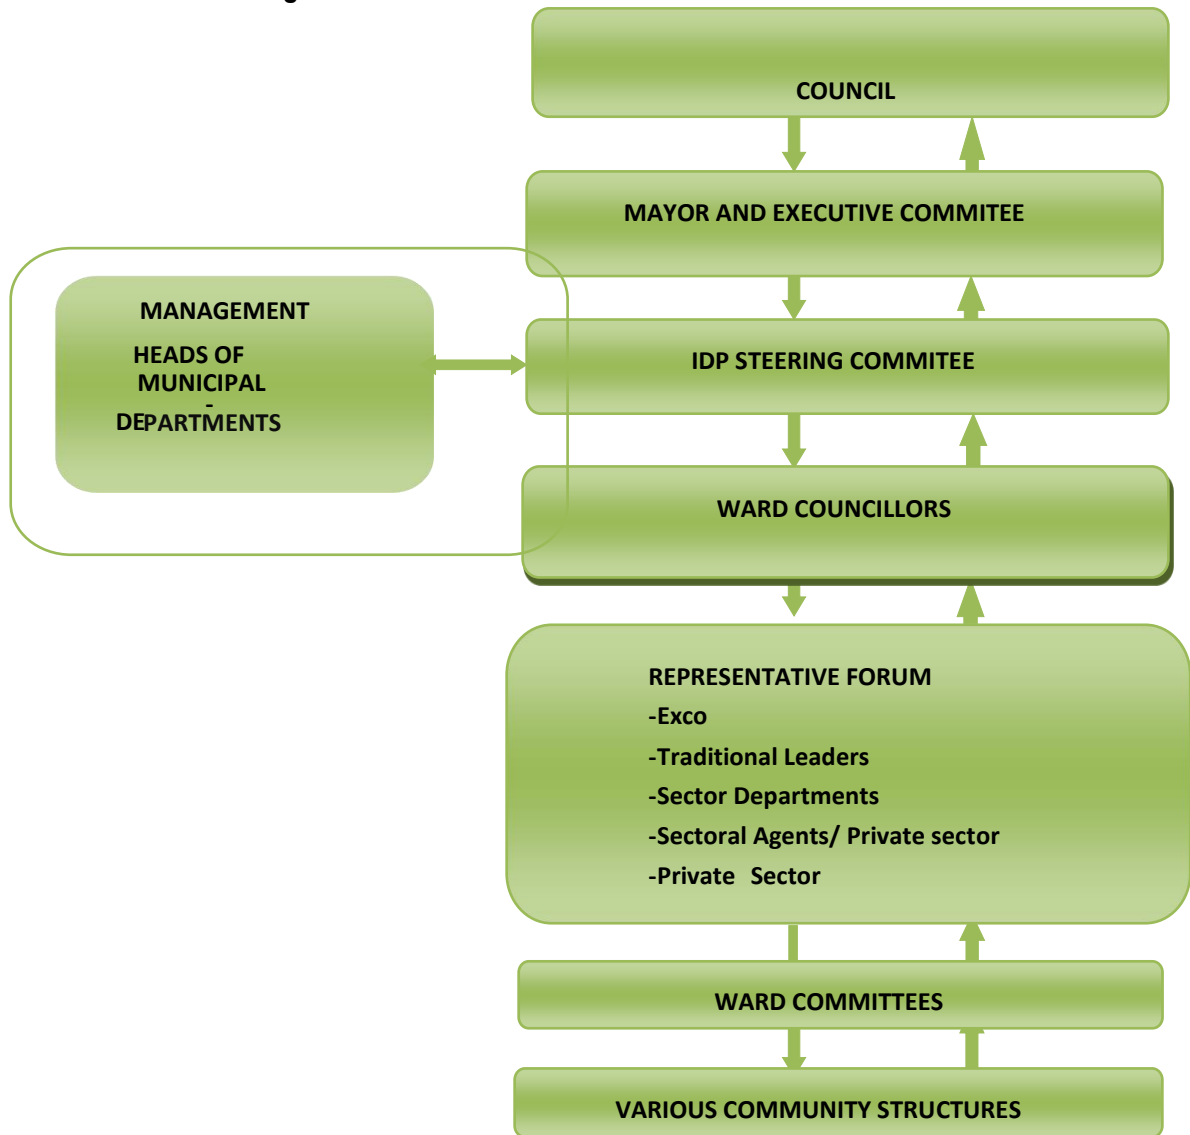 g
COUNCIL
MAYOR AND EXECUTIVE COMMITEE
MANAGEMENT
HEADS OF
MUNICIPAL
-
DEPARTMENTS
IDP STEERING COMMITEE
WARD COUNCILLORS
REPRESENTATIVE FORUM
-Exco
-Traditional Leaders
-Sector Departments
-Sectoral Agents/ Private sector
-Private Sector
WARD COMMITTEES
VARIOUS COMMUNITY STRUCTURES